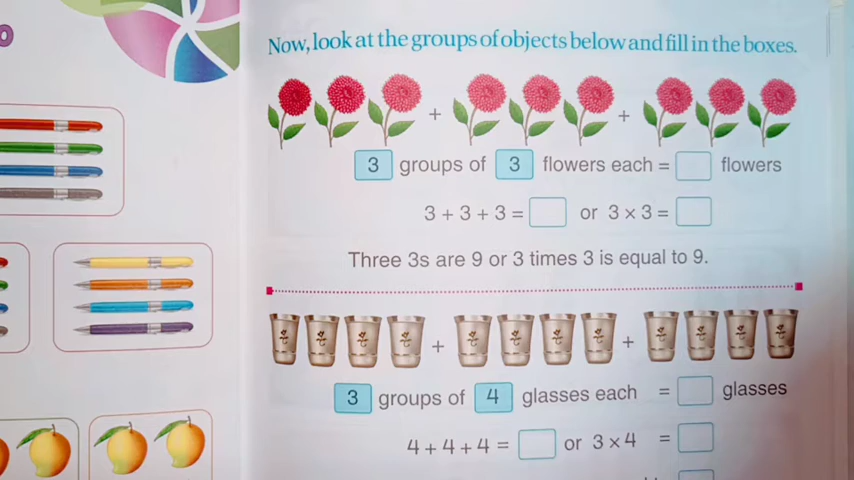 Now, look at the groups of objects below and fill in the boxes.
+ +
3 groups of 3 flowers each = flowers
3 + 3 + 3 = or 3 × 3 =
Three 3s are 9 or 3 times 3 is equal to 9.
+ +
3 groups of 4 glasses each = glasses
4 + 4 + 4 = or 3 × 4 =